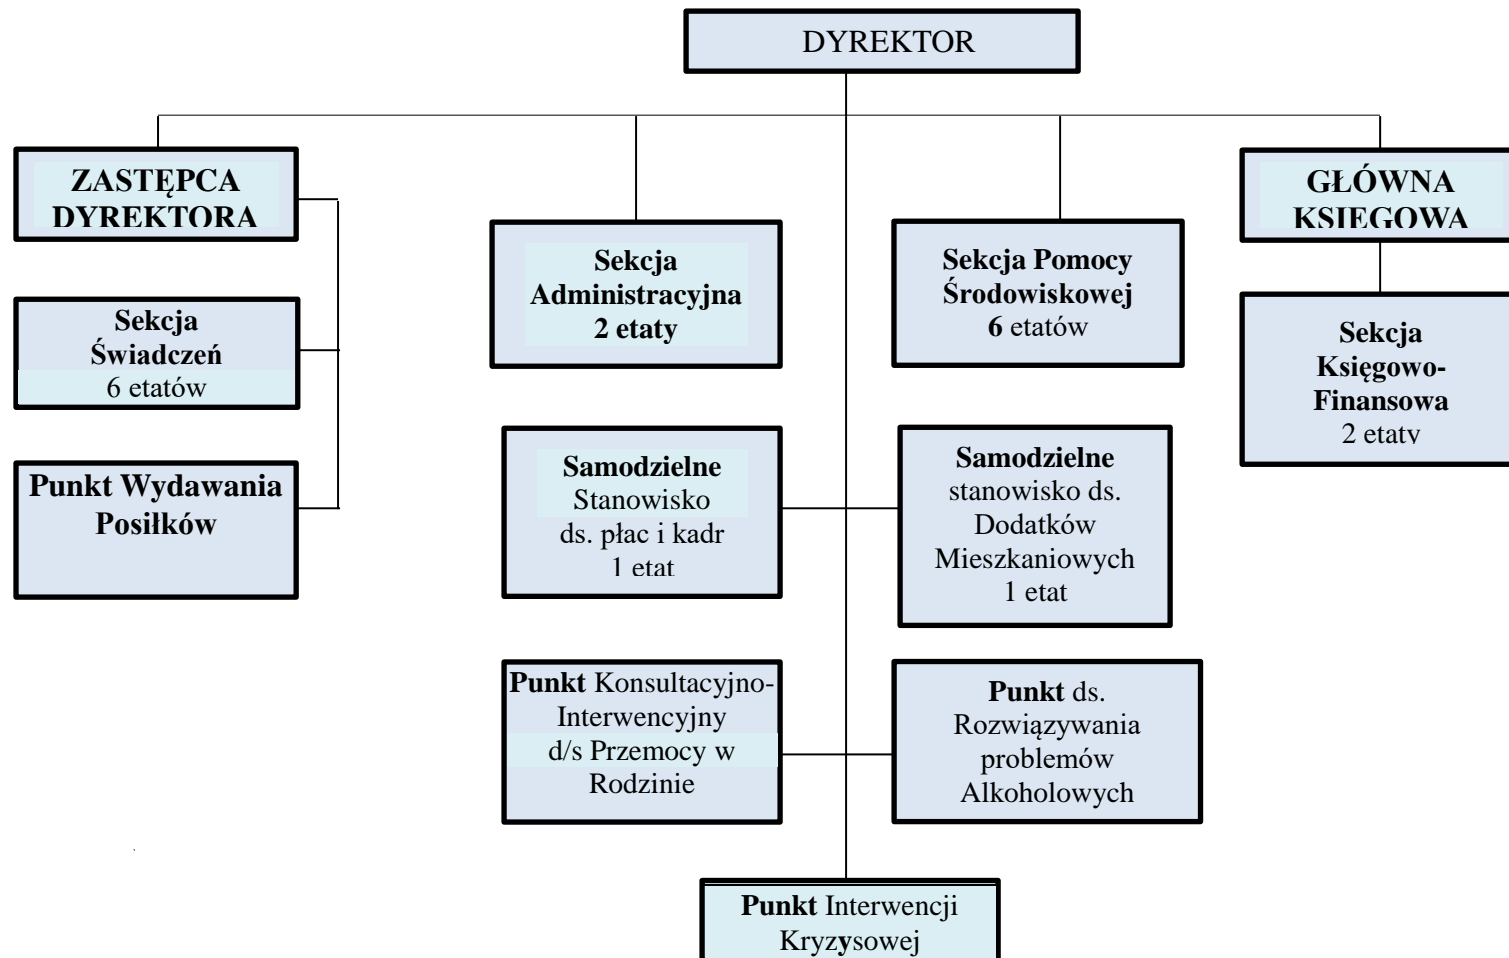 DYREKTOR
ZASTĘPCA
DYREKTORA
GŁÓWNA
KSIĘGOWA
Sekcja
Administracyjna
2 etaty
Sekcja Pomocy
Środowiskowej
6 etatów
Sekcja
Świadczeń
6 etatów
Sekcja
Księgowo-
Finansowa
2 etaty
Punkt Wydawania
Posiłków
Samodzielne
Stanowisko
ds. płac i kadr
1 etat
Samodzielne
stanowisko ds.
Dodatków
Mieszkaniowych
1 etat
Punkt Konsultacyjno-
Interwencyjny
d/s Przemocy w
Rodzinie
Punkt ds.
Rozwiązywania
problemów
Alkoholowych
Punkt Interwencji
Kryzysowej